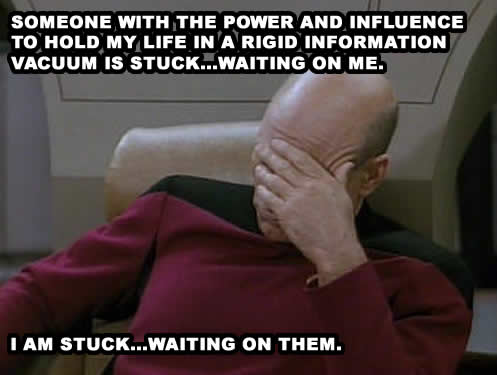 SOMEONE WITH THE POWER AND INFLUENCE
TO HOLD MY LIFE IN A RIGID INFORMATION
VACUUM IS STUCK...WAITING ON ME.
I AM STUCK...WAITING ON THEM.